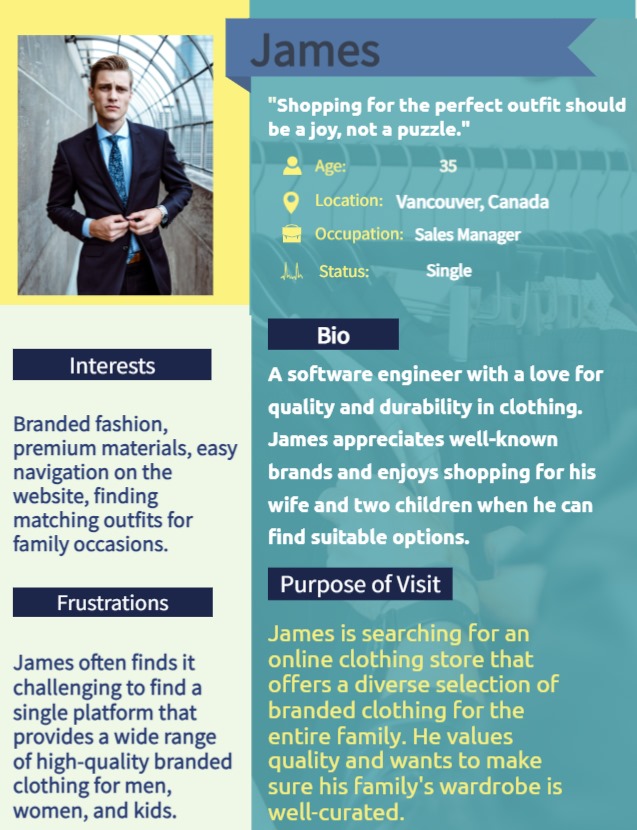 James
"Shopping for the perfect outfit should
be a joy, not a puzzle."
Age: 35
Location: Vancouver, Canada
Occupation: Sales Manager
Status: Single
Bio
A software engineer with a love for
quality and durability in clothing.
James appreciates well-known
brands and enjoys shopping for his
wife and two children when he can
find suitable options.
Purpose of Visit
James is searching for an
online clothing store that
offers a diverse selection of
branded clothing for the
entire family. He values
quality and wants to make
sure his family's wardrobe is
well-curated.
Interests
Branded fashion,
premium materials, easy
navigation on the
website, finding
matching outfits for
family occasions.
Frustrations
James often finds it
challenging to find a
single platform that
provides a wide range
of high-quality branded
clothing for men,
women, and kids.